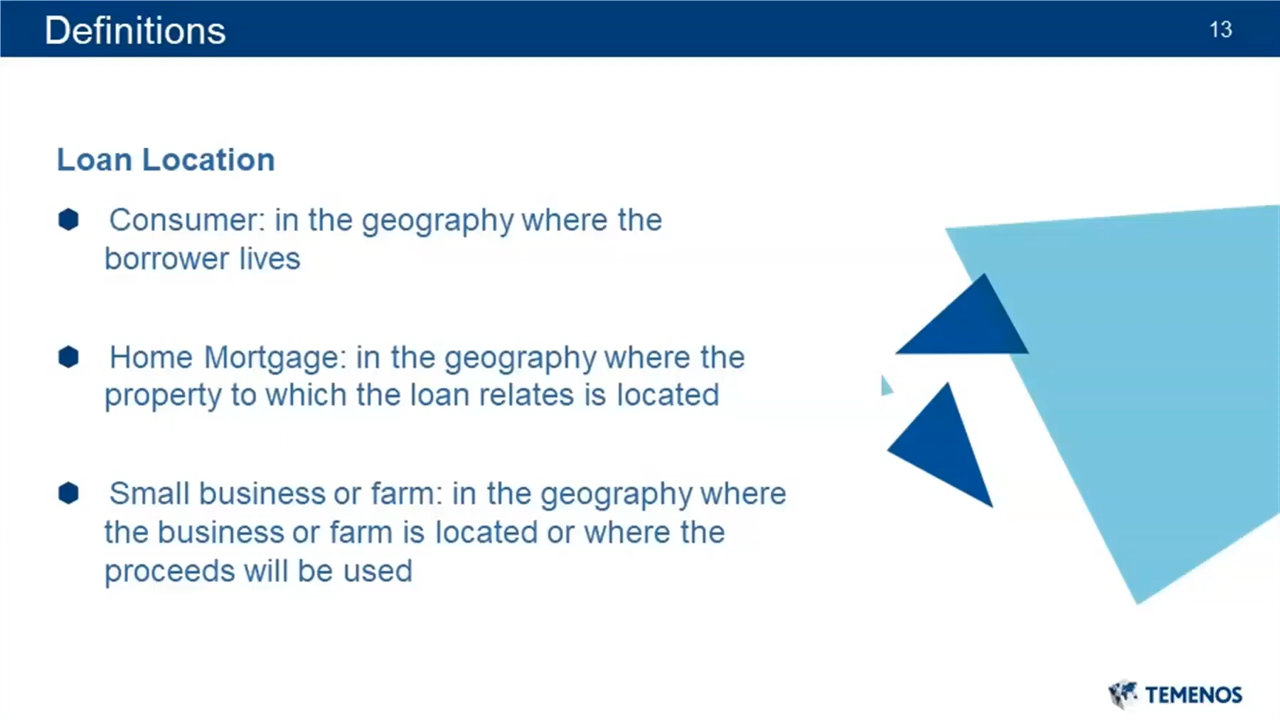 Definitions
13
Loan Location
Consumer: in the geography where the
borrower lives
Home Mortgage: in the geography where the
property to which the loan relates is located
Small business or farm: in the geography where
the business or farm is located or where the
proceeds will be used
TEMENOS